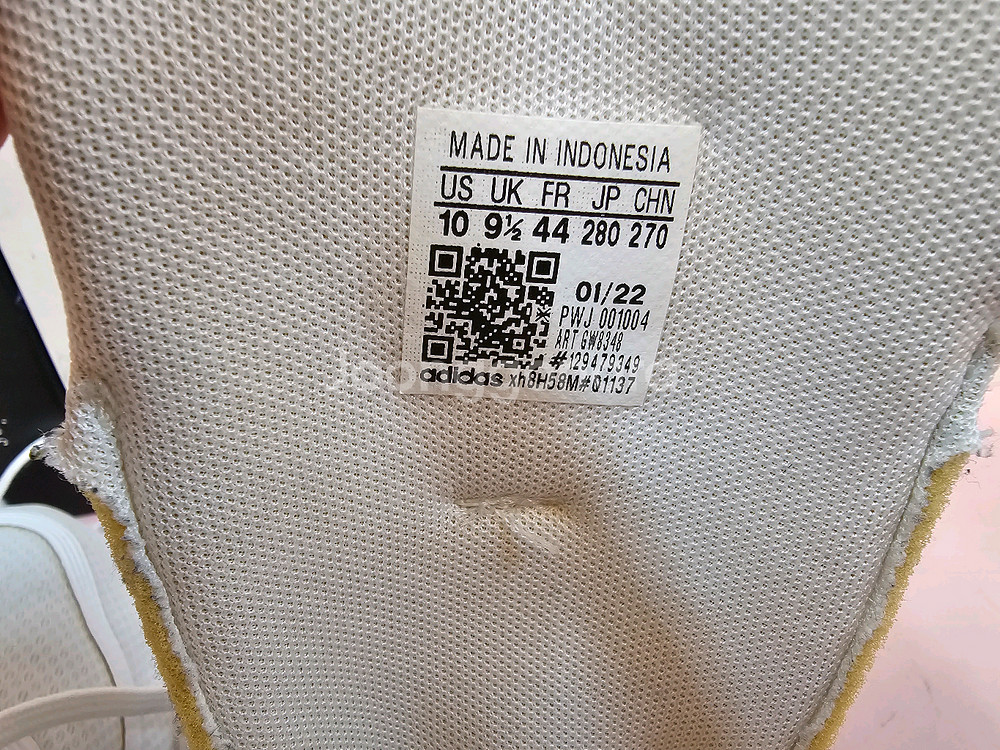 MADE IN INDONESIA
US UK FR JP CHN
10 9½ 44 280 270
01/22
PWJ 001004
ART GW8348
#129479349
adidas xh8H58M#01137